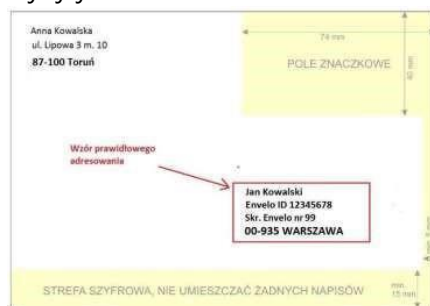 Anna Kowalska
ul. Lipowa 3 m. 10
87-100 Toruń
74 mm
POLE ZNACZKOWE
40 mm
Wzór prawidłowego
adresowania
Jan Kowalski
Envelo ID 12345678
Skr. Envelo nr 99
00-935 WARSZAWA
STREFA SZYFROWA, NIE UMIESZCZAĆ ŻADNYCH NAPISÓW
min.
15 mm